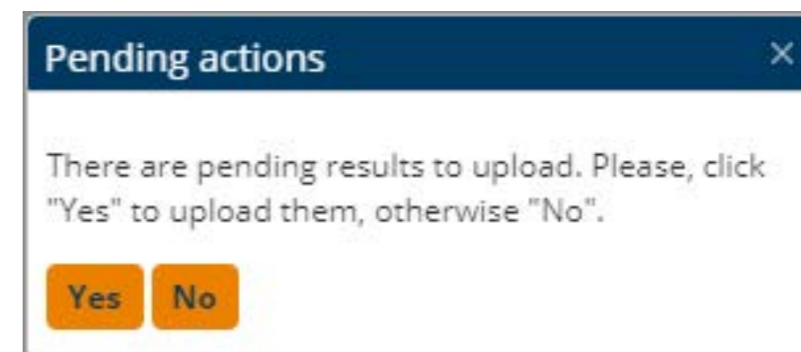 Pending actions ×
There are pending results to upload. Please, click
"Yes" to upload them, otherwise "No".
Yes No